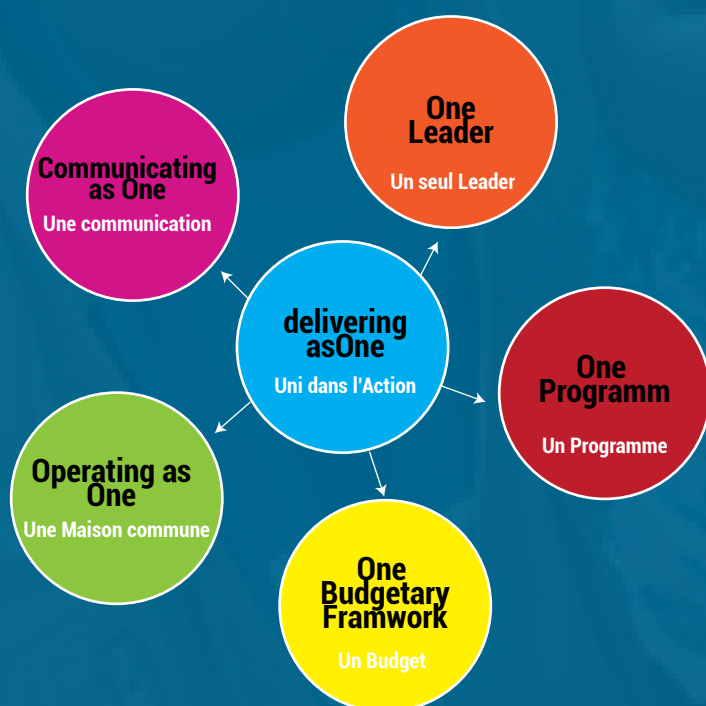 One
Leader
Un seul Leader
Communicating
as One
Une communication
delivering
asOne
Uni dans l'Action
One
Programm
Un Programme
Operating as
One
Une Maison commune
One
Budgetary
Framwork
Un Budget